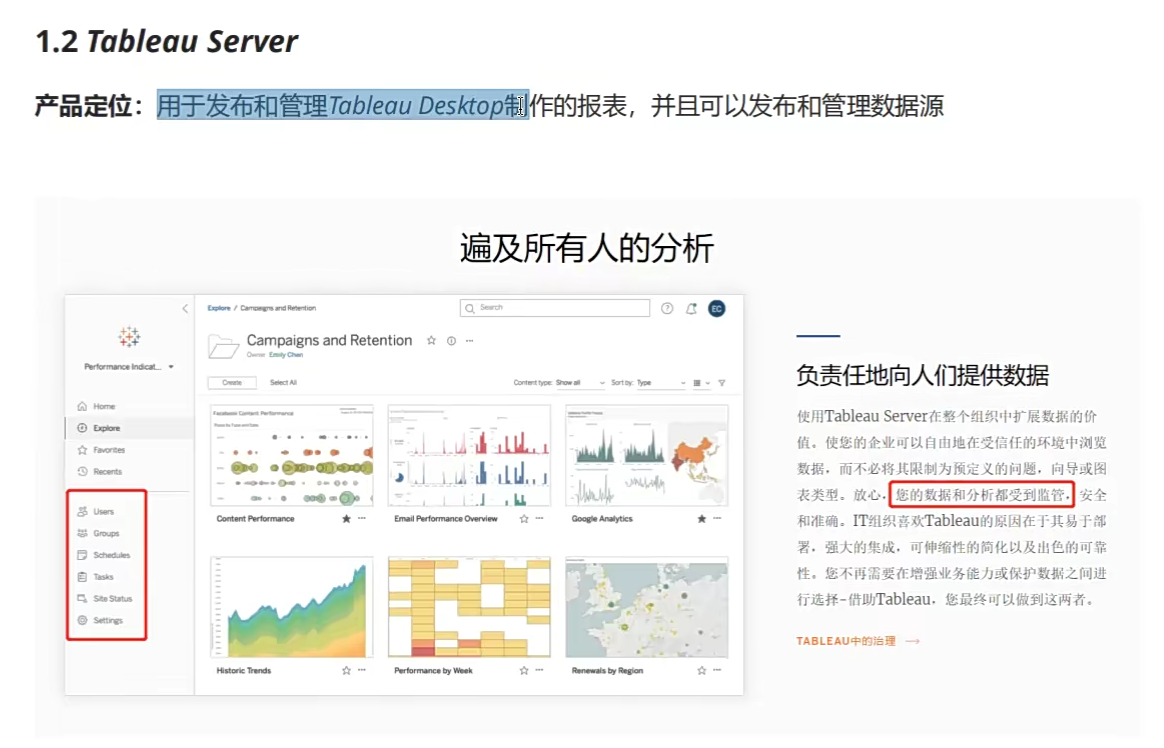 1.2 Tableau Server
产品定位：用于发布和管理Tableau Desktop制作的报表，并且可以发布和管理数据源
遍及所有人的分析
Explore / Campaigns and Retention
Search
EC
Performance Indicat...
Campaigns and Retention
Owner Emily Chen
Create
Select All
Content type: Show all
Sort by: Type
Home
Explore
Favorites
Recents
Users
Groups
Schedules
Tasks
Site Status
Settings
Facebook Content Performance
Content Performance
Email Performance Overview
Google Analytics
Historic Trends
Performance by Week
Renewals by Region
负责任地向人们提供数据
使用Tableau Server在整个组织中扩展数据的价
值。使您的企业可以自由地在受信任的环境中浏览
数据，而不必将其限制为预定义的问题，向导或图
表类型。放心，您的数据和分析都受到监管，安全
和准确。IT组织喜欢Tableau的原因在于其易于部
署，强大的集成，可伸缩性的简化以及出色的可靠
性。您不再需要在增强业务能力或保护数据之间进
行选择-借助Tableau，您最终可以做到这两者。
TABLEAU中的治理